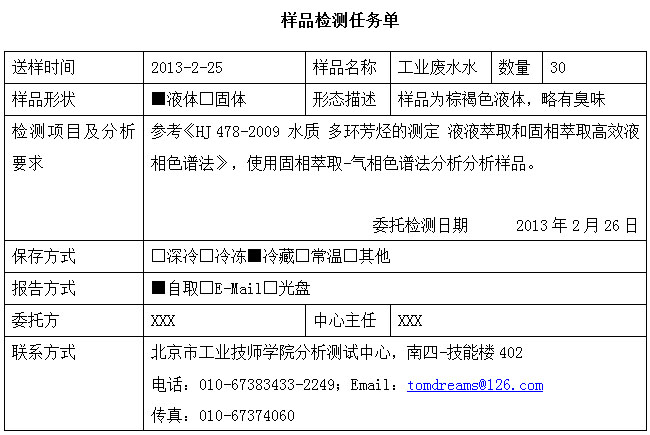 样品检测任务单
送样时间 2013-2-25 样品名称 工业废水水 数量 30
样品形状 ■液体□固体 形态描述 样品为棕褐色液体，略有臭味
检测项目及分析 参考《HJ 478-2009 水质 多环芳烃的测定 液液萃取和固相萃取高效液
要求 相色谱法》，使用固相萃取-气相色谱法分析分析样品。
委托检测日期 2013 年 2 月 26 日
保存方式 □深冷□冷冻■冷藏□常温□其他
报告方式 ■自取□E-Mail□光盘
委托方 XXX 中心主任 XXX
联系方式 北京市工业技师学院分析测试中心，南四-技能楼 402
电话：010-67383433-2249；Email：tomdreams@126.com
传真：010-67374060